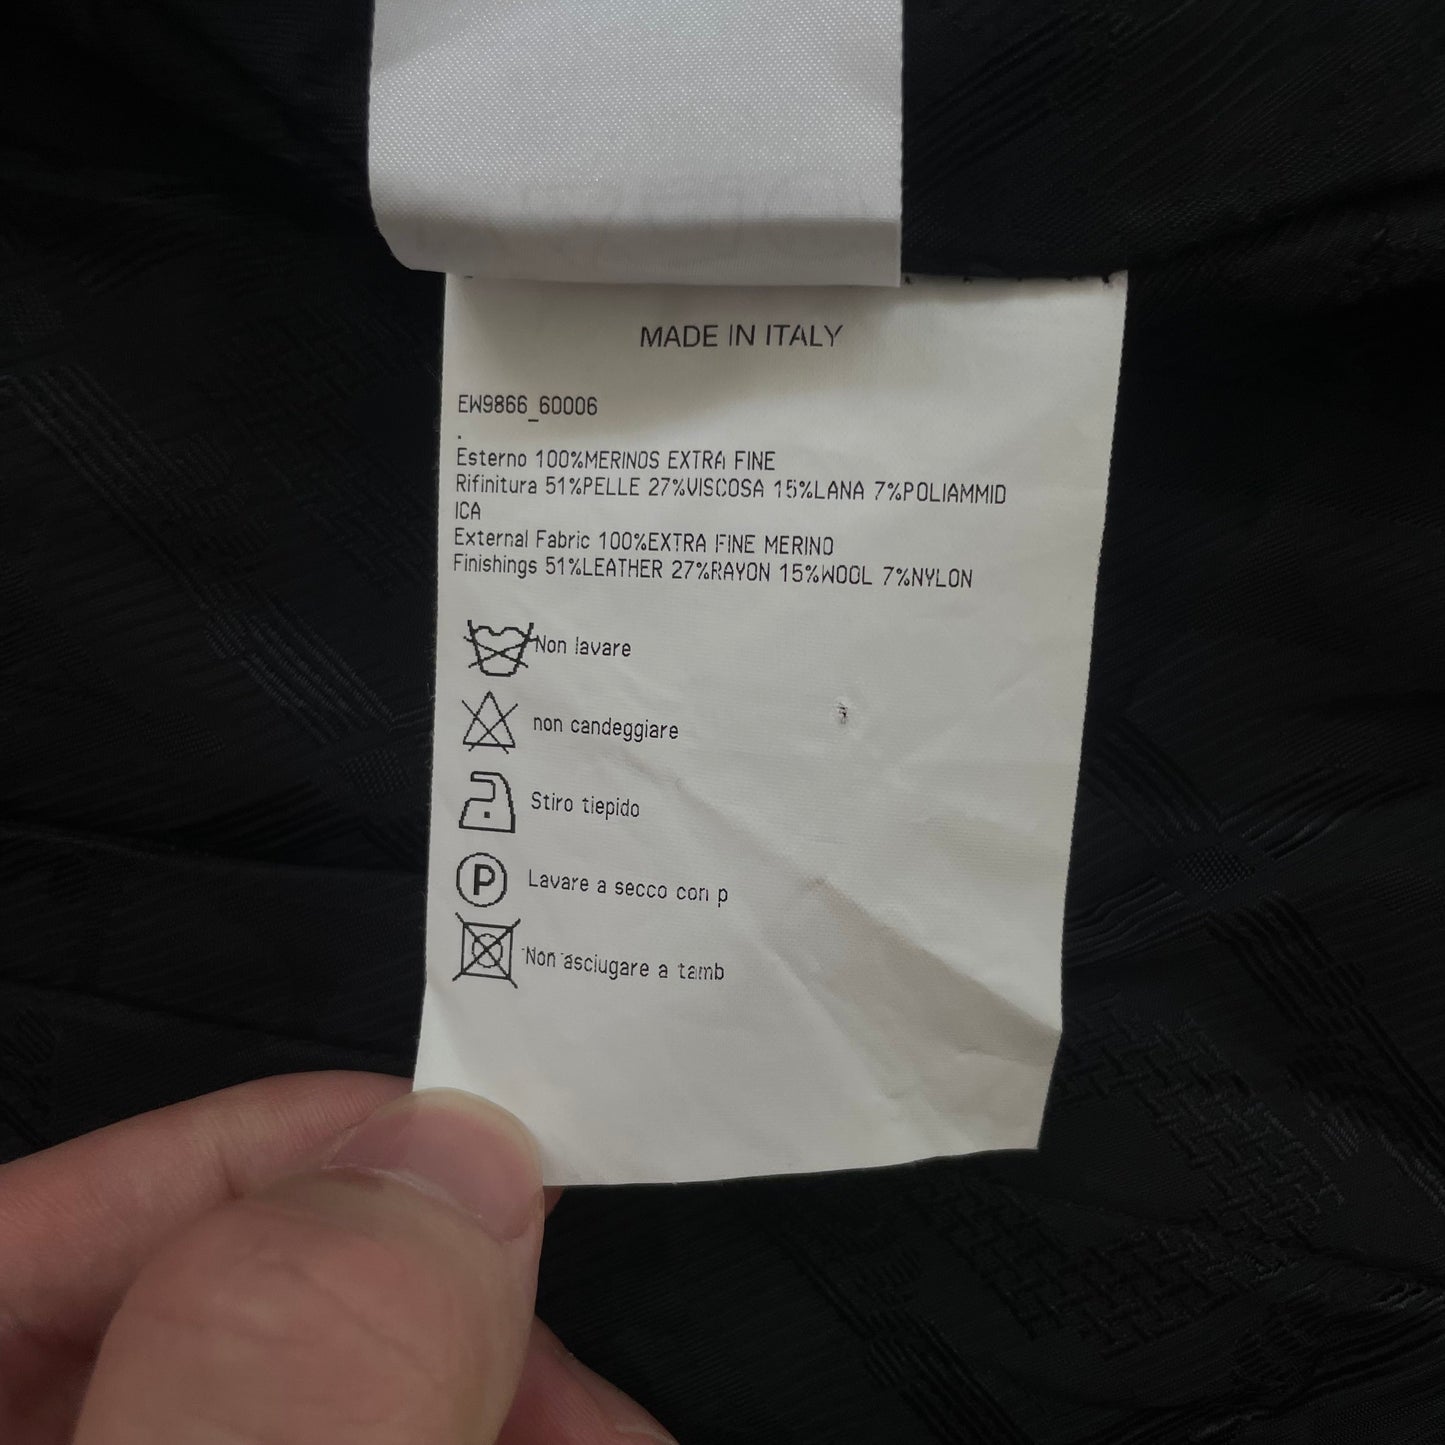 MADE IN ITALY
EW9866_60006
.
Esterno 100%MERINOS EXTRA FINE
Rifinitura 51%PELLE 27%VISCOSA 15%LANA 7%POLIAMMID
ICA
External Fabric 100%EXTRA FINE MERINO
Finishings 51%LEATHER 27%RAYON 15%WOOL 7%NYLON
Non lavare
non candeggiare
Stiro tiepido
P Lavare a secco con p
Non asciugare a tamb